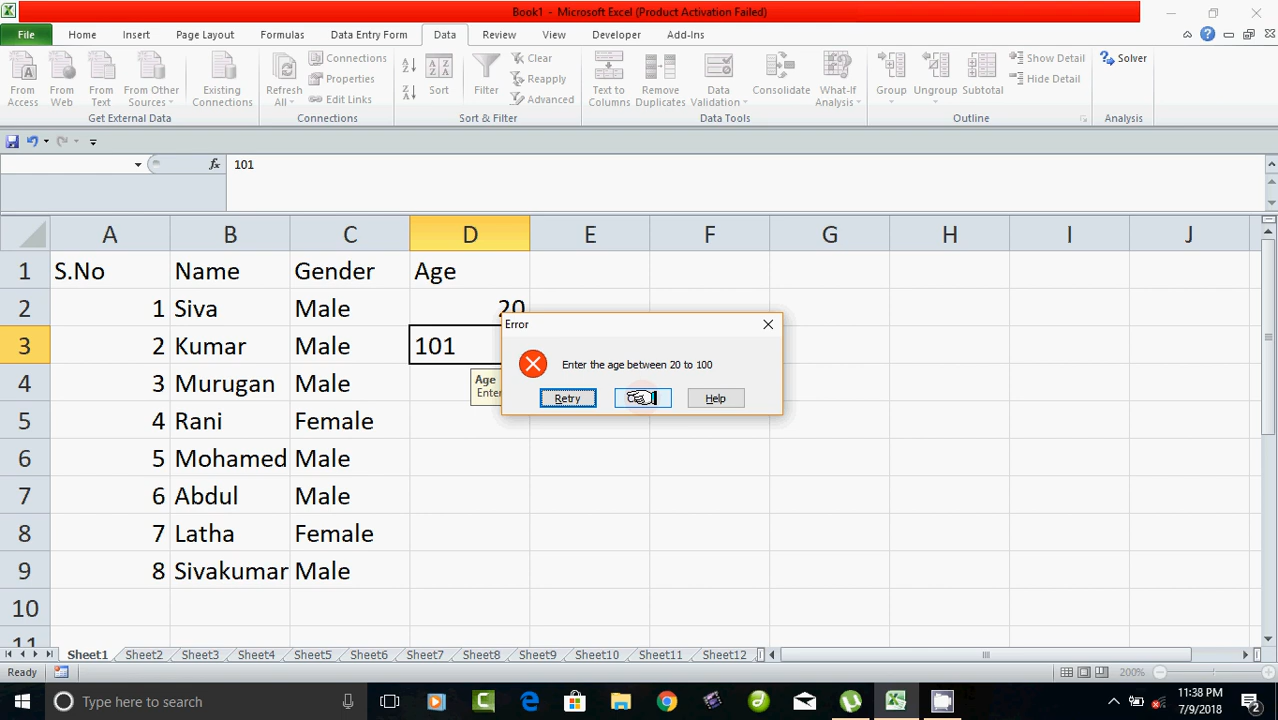 Book1 - Microsoft Excel (Product Activation Failed)
File Home Insert Page Layout Formulas Data Entry Form Data Review View Developer Add-Ins
From Access
From Web
From Text
From Other Sources
Existing Connections
Refresh All
Connections
Properties
Edit Links
Sort
Filter
Clear
Reapply
Advanced
Text to Columns
Remove Duplicates
Data Validation
Consolidate
What-If Analysis
Group
Ungroup
Subtotal
Show Detail
Hide Detail
Solver
Get External Data Connections Sort & Filter Data Tools Outline Analysis
fx 101
A B C D E F G H I J
1 S.No Name Gender Age
2 1 Siva Male 20
3 2 Kumar Male 101
4 3 Murugan Male
5 4 Rani Female
6 5 Mohamed Male
7 6 Abdul Male
8 7 Latha Female
9 8 Sivakumar Male
10
11
Age
Enter
Error
Enter the age between 20 to 100
Retry Help
Sheet1 Sheet2 Sheet3 Sheet4 Sheet5 Sheet6 Sheet7 Sheet8 Sheet9 Sheet10 Sheet11 Sheet12
Ready 200%
Type here to search
11:38 PM
7/9/2018
2